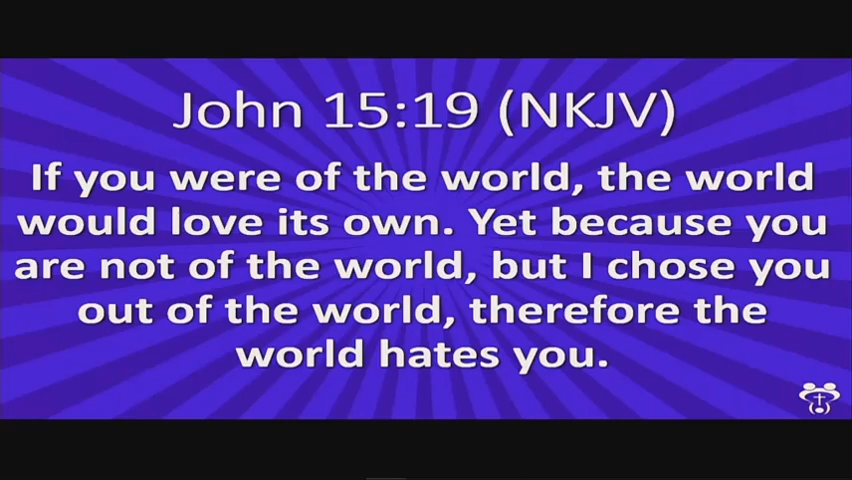 John 15:19 (NKJV)
If you were of the world, the world
would love its own. Yet because you
are not of the world, but I chose you
out of the world, therefore the
world hates you.